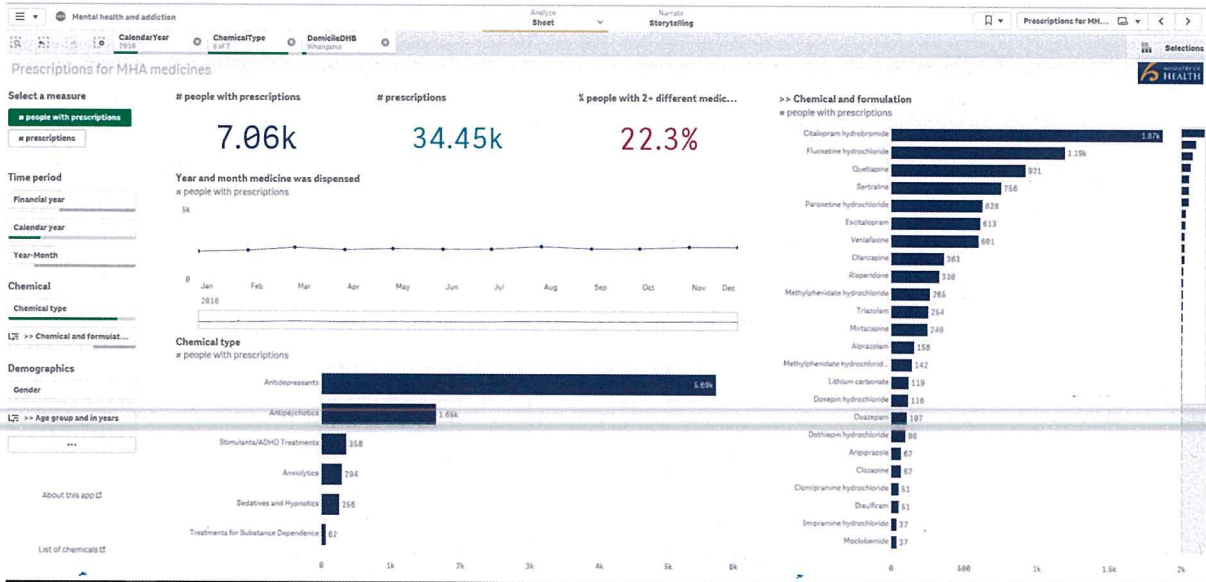 Mental health and addiction
Analyze
Sheet
Narrate
Storytelling
Prescriptions for MH...
CalendarYear
2016
ChemicalType
6 of 7
DomicileDHB
Whanganui
Selections
Prescriptions for MHA medicines
MINISTRY OF
HEALTH
Select a measure
# people with prescriptions
# prescriptions
Time period
Financial year
Calendar year
Year-Month
Chemical
Chemical type
>> Chemical and formulat...
Demographics
Gender
>> Age group and in years
...
About this app
List of chemicals
# people with prescriptions
7.06k
# prescriptions
34.45k
% people with 2+ different medic...
22.3%
Year and month medicine was dispensed
# people with prescriptions
5k
0
Jan Feb Mar Apr May Jun Jul Aug Sep Oct Nov Dec
2016
Chemical type
# people with prescriptions
Antidepressants 5.69k
Antipsychotics 1.66k
Stimulants/ADHD Treatments 358
Anxiolytics 294
Sedatives and Hypnotics 256
Treatments for Substance Dependence 62
0 1k 2k 3k 4k 5k 6k
>> Chemical and formulation
# people with prescriptions
Citalopram hydrobromide 1.87k
Fluoxetine hydrochloride 1.19k
Quetiapine 921
Sertraline 756
Paroxetine hydrochloride 628
Escitalopram 613
Venlafaxine 601
Olanzapine 363
Risperidone 330
Methylphenidate hydrochloride 265
Triazolam 254
Mirtazapine 249
Alprazolam 158
Methylphenidate hydrochlorid... 142
Lithium carbonate 119
Doxepin hydrochloride 116
Oxazepam 107
Dothiepin hydrochloride 98
Aripiprazole 67
Clozapine 67
Clomipramine hydrochloride 51
Disulfiram 51
Imipramine hydrochloride 37
Moclobemide 37
0 500 1k 1.5k 2k